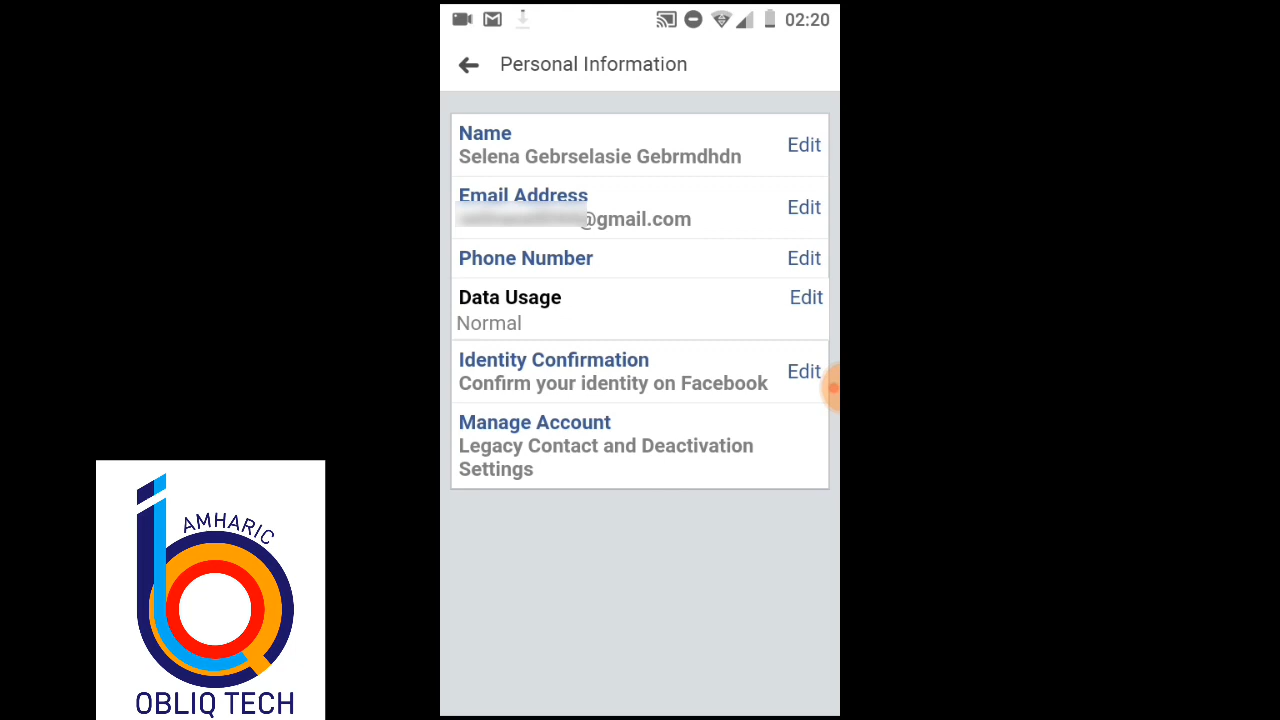 02:20
Personal Information
Name
Selena Gebrselasie Gebrmdhdn
Edit
Email Address
@gmail.com
Edit
Phone Number
Edit
Data Usage
Normal
Edit
Identity Confirmation
Confirm your identity on Facebook
Edit
Manage Account
Legacy Contact and Deactivation
Settings
AMHARIC
OBLIQ TECH